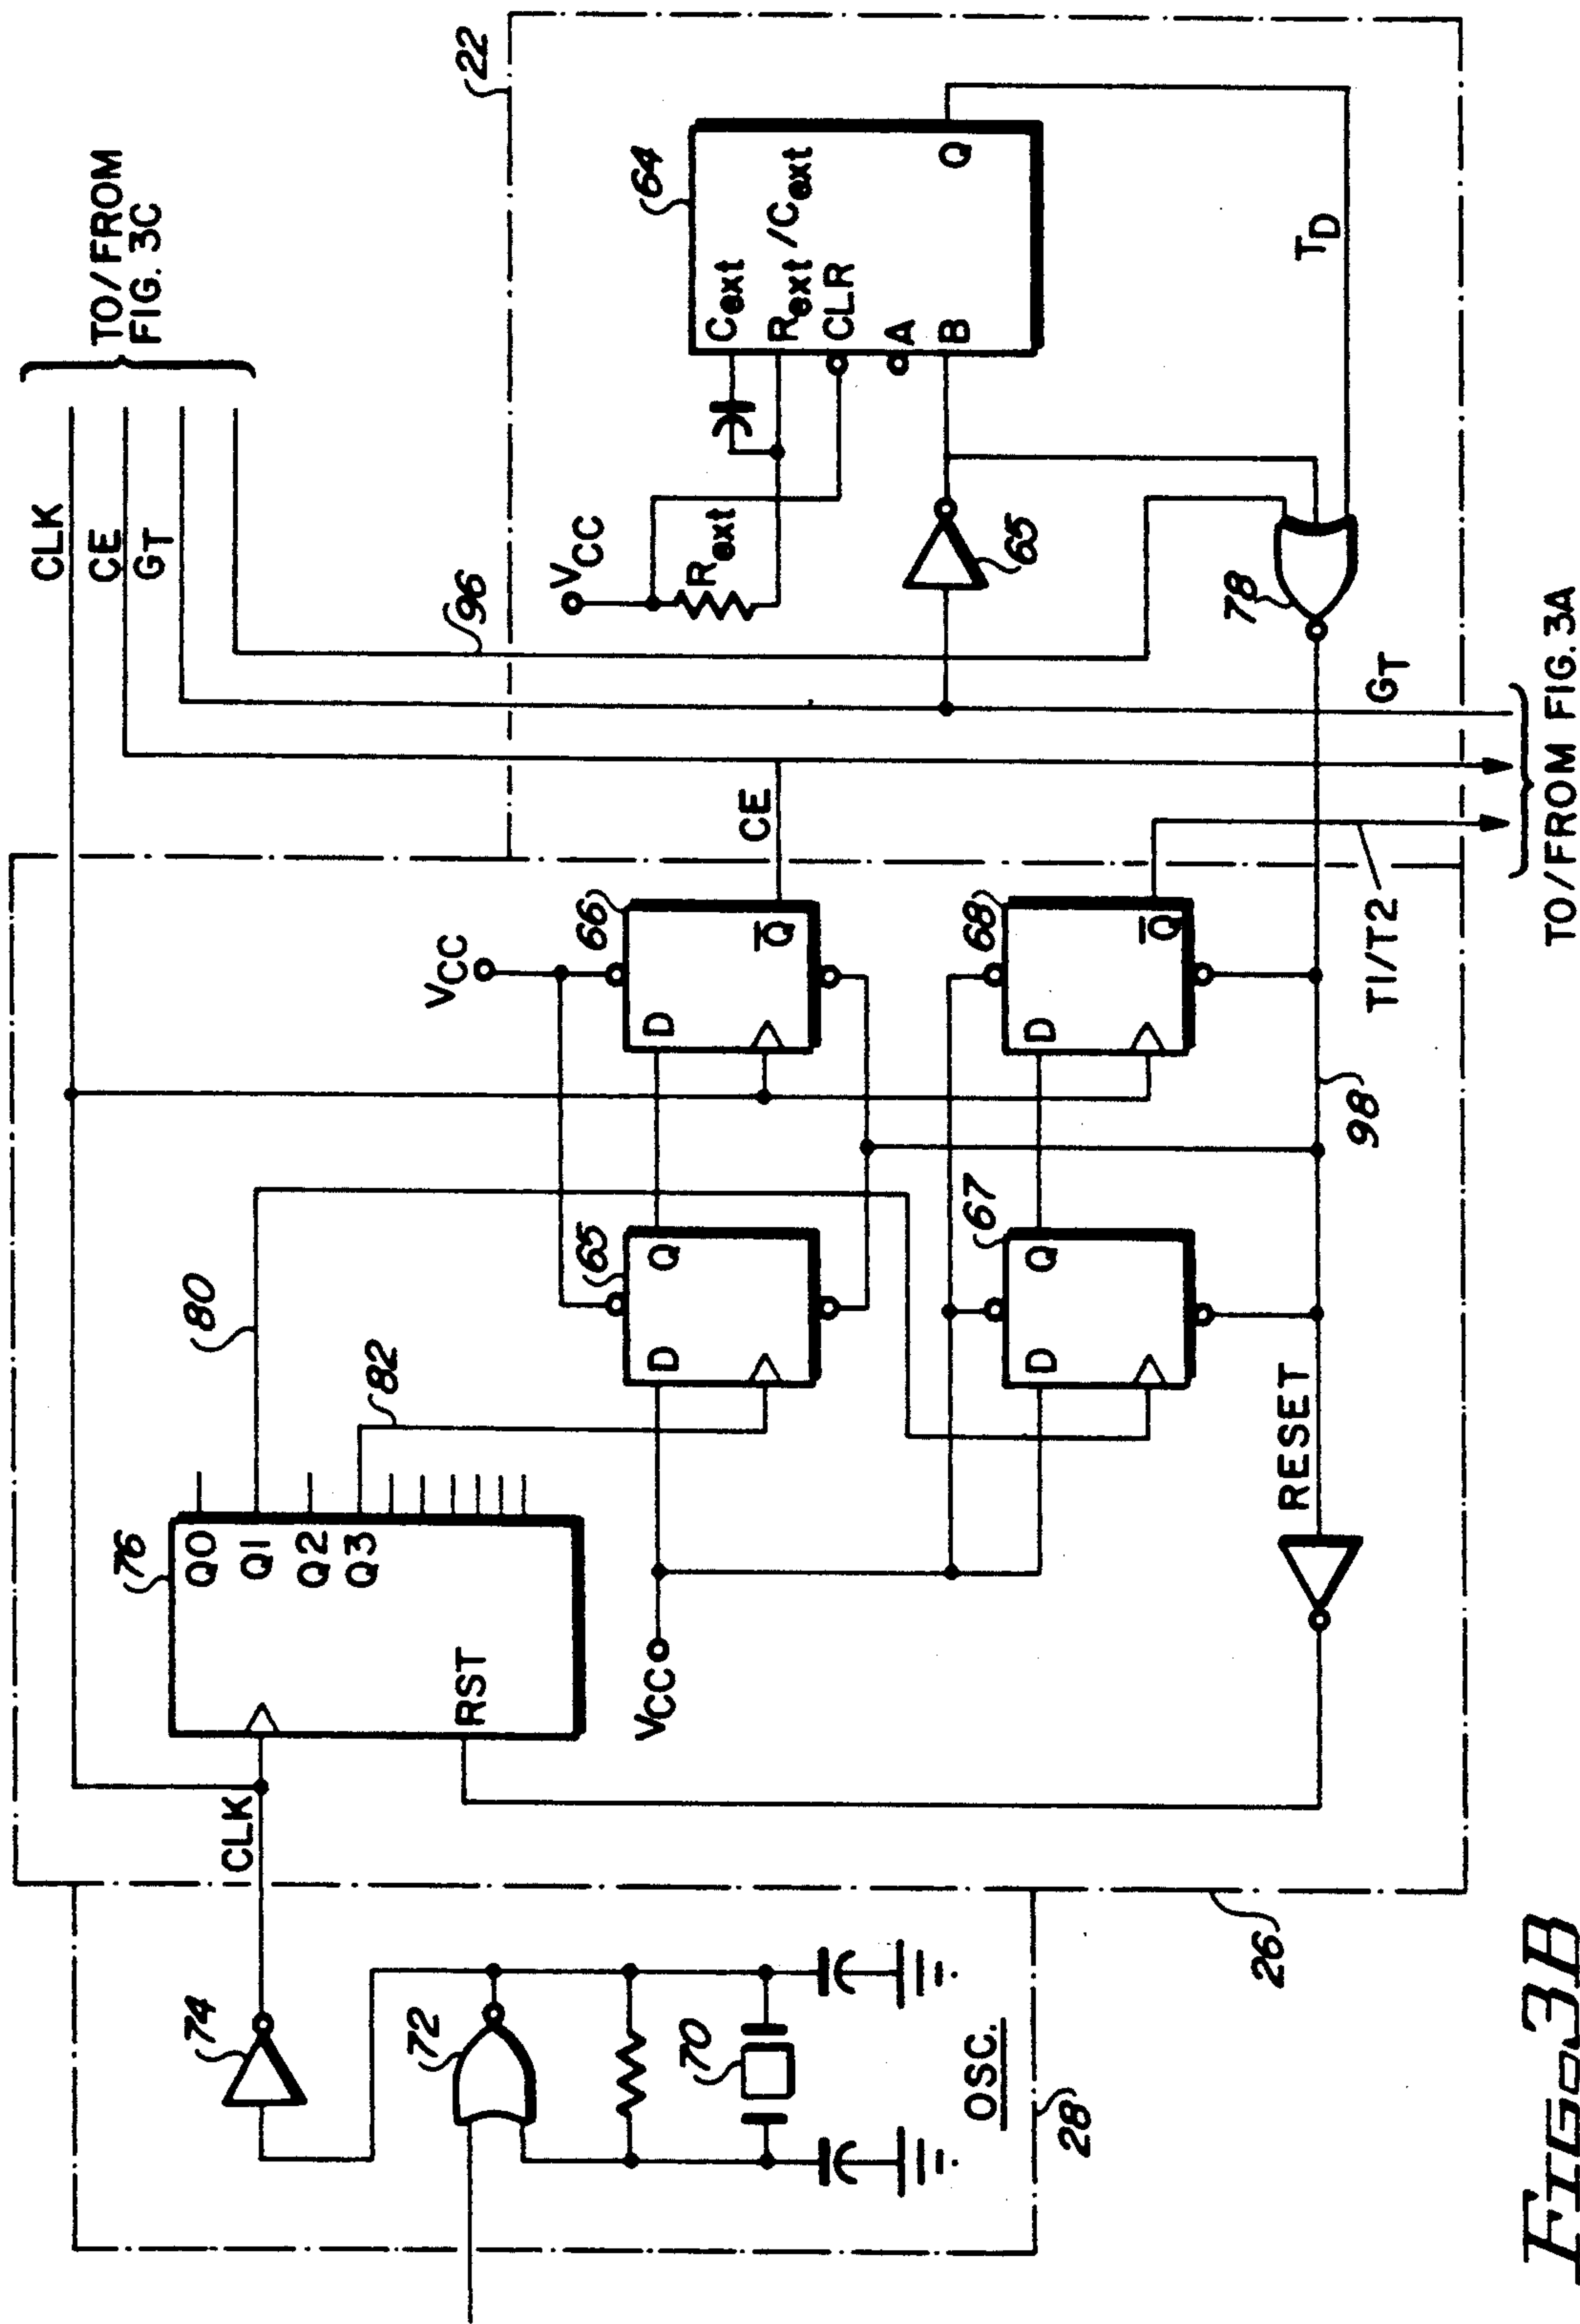 TO/FROM
FIG. 3C
CLK
CE
GT
96
22
64
Cext
Rext/Cext
CLR
A
B
Q
VCC
Rext
65
TD
78
GT
CE
VCC
66
D
Q̅
68
D
Q̅
T1/T2
TO/FROM FIG. 3A
98
80
82
65
D
Q
67
D
Q
RESET
76
Q0
Q1
Q2
Q3
RST
VCC
CLK
26
74
72
70
OSC.
28
FIG. 3B